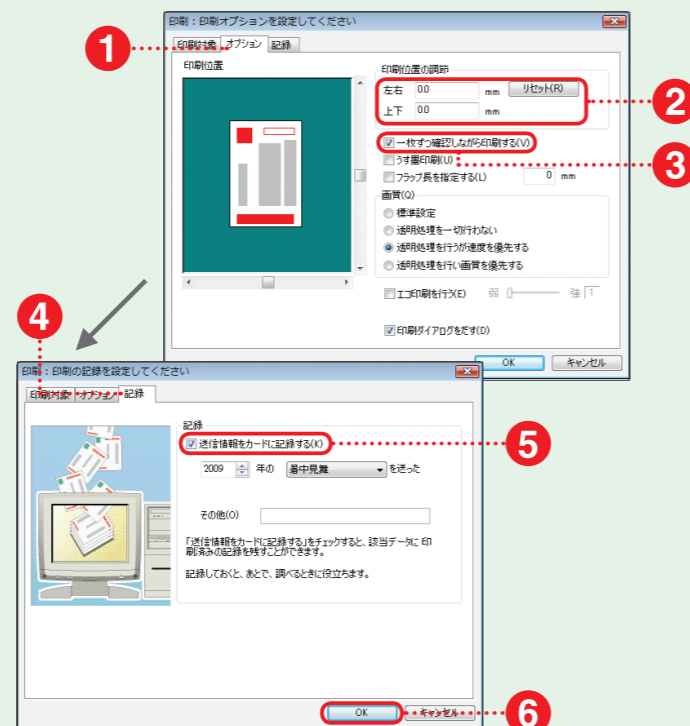 印刷：印刷オプションを設定してください
1
印刷対象 オプション 記録
印刷位置
印刷位置の調節
左右 0.0 mm リセット(R)
上下 0.0 mm
2
一枚ずつ確認しながら印刷する(V)
うす墨印刷(U)
3
フラップ長を指定する(L) 0 mm
画質(Q)
標準設定
透明処理を一切行わない
透明処理を行うが速度を優先する
透明処理を行い画質を優先する
エコ印刷を行う(E) 弱 強 1
印刷ダイアログをだす(D)
OK キャンセル
4
印刷：印刷の記録を設定してください
印刷対象 オプション 記録
記録
送信情報をカードに記録する(K)
5
2009 年の 暑中見舞 を送った
その他(O)
「送信情報をカードに記録する」をチェックすると、該当データに 印
刷済みの記録を残すことができます。
記録しておくと、あとで、調べるときに役立ちます。
OK キャンセル
6